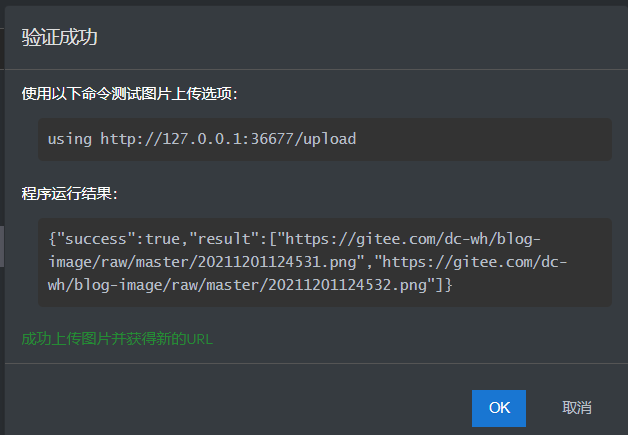 验证成功
使用以下命令测试图片上传选项：
using http://127.0.0.1:36677/upload
程序运行结果：
{"success":true,"result":["https://gitee.com/dc-wh/blog-
image/raw/master/20211201124531.png","https://gitee.com/dc-
wh/blog-image/raw/master/20211201124532.png"]}
成功上传图片并获得新的URL
OK 取消